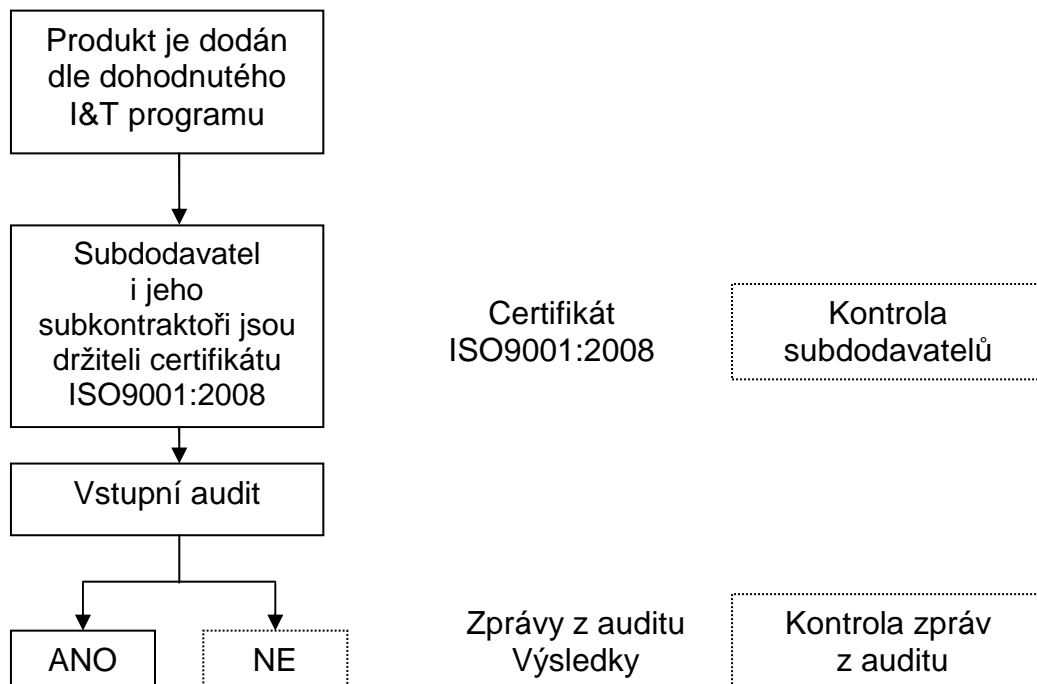 Produkt je dodán
dle dohodnutého
I&T programu
Subdodavatel
i jeho
subkontraktoři jsou
držiteli certifikátu
ISO9001:2008
Certifikát
ISO9001:2008
Kontrola
subdodavatelů
Vstupní audit
ANO
NE
Zprávy z auditu
Výsledky
Kontrola zpráv
z auditu